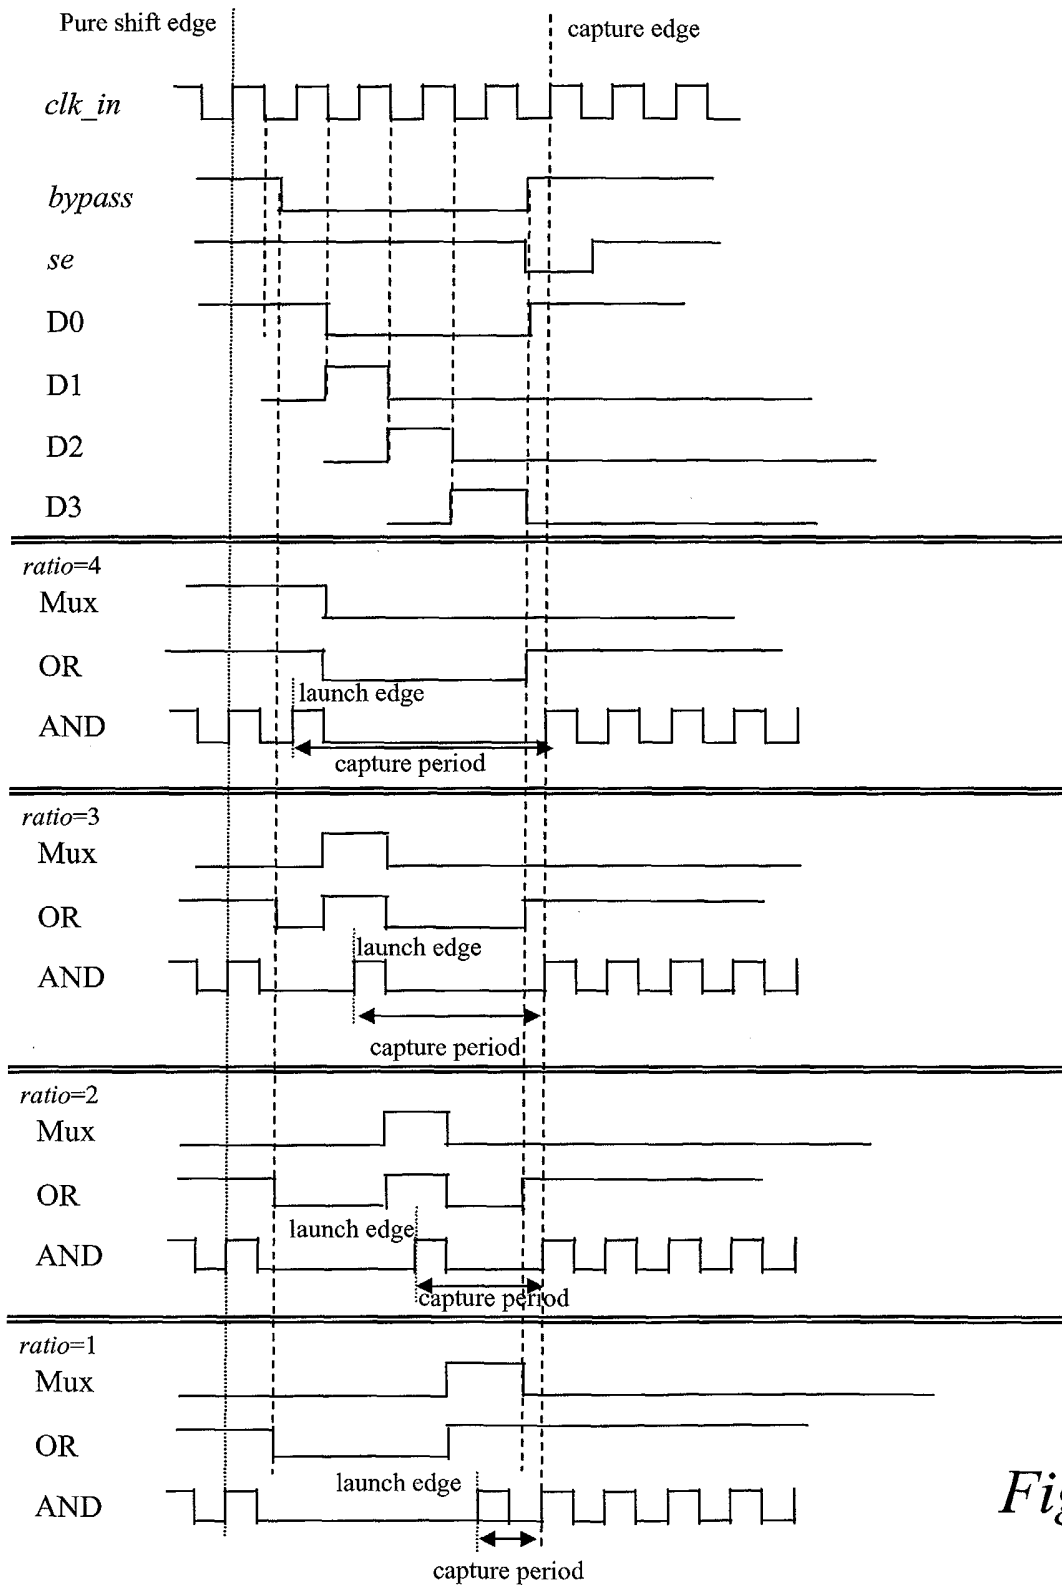 Pure shift edge
capture edge
clk_in
bypass
se
D0
D1
D2
D3
ratio=4
Mux
OR
launch edge
AND
capture period
ratio=3
Mux
OR
launch edge
AND
capture period
ratio=2
Mux
OR
launch edge
AND
capture period
ratio=1
Mux
OR
launch edge
AND
capture period